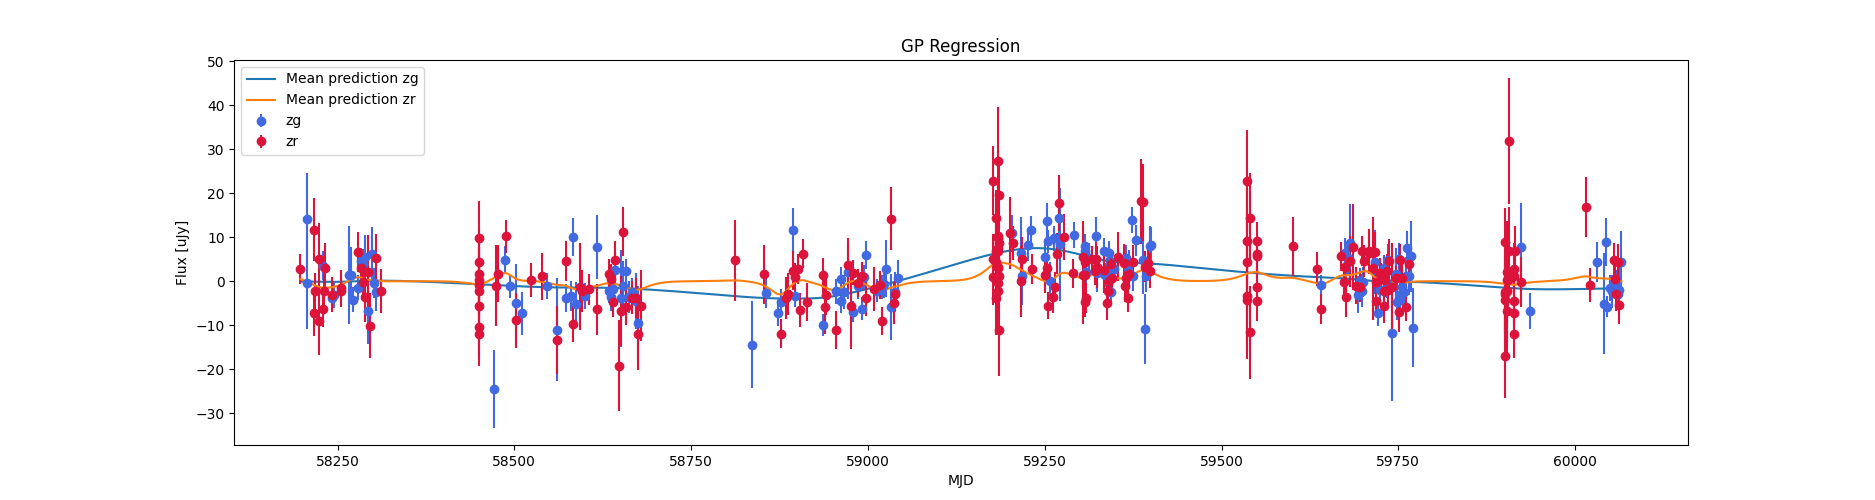 GP Regression
Mean prediction zg
Mean prediction zr
zg
zr
Flux [uJy]
50
40
30
20
10
0
−10
−20
−30
58250 58500 58750 59000 59250 59500 59750 60000
MJD